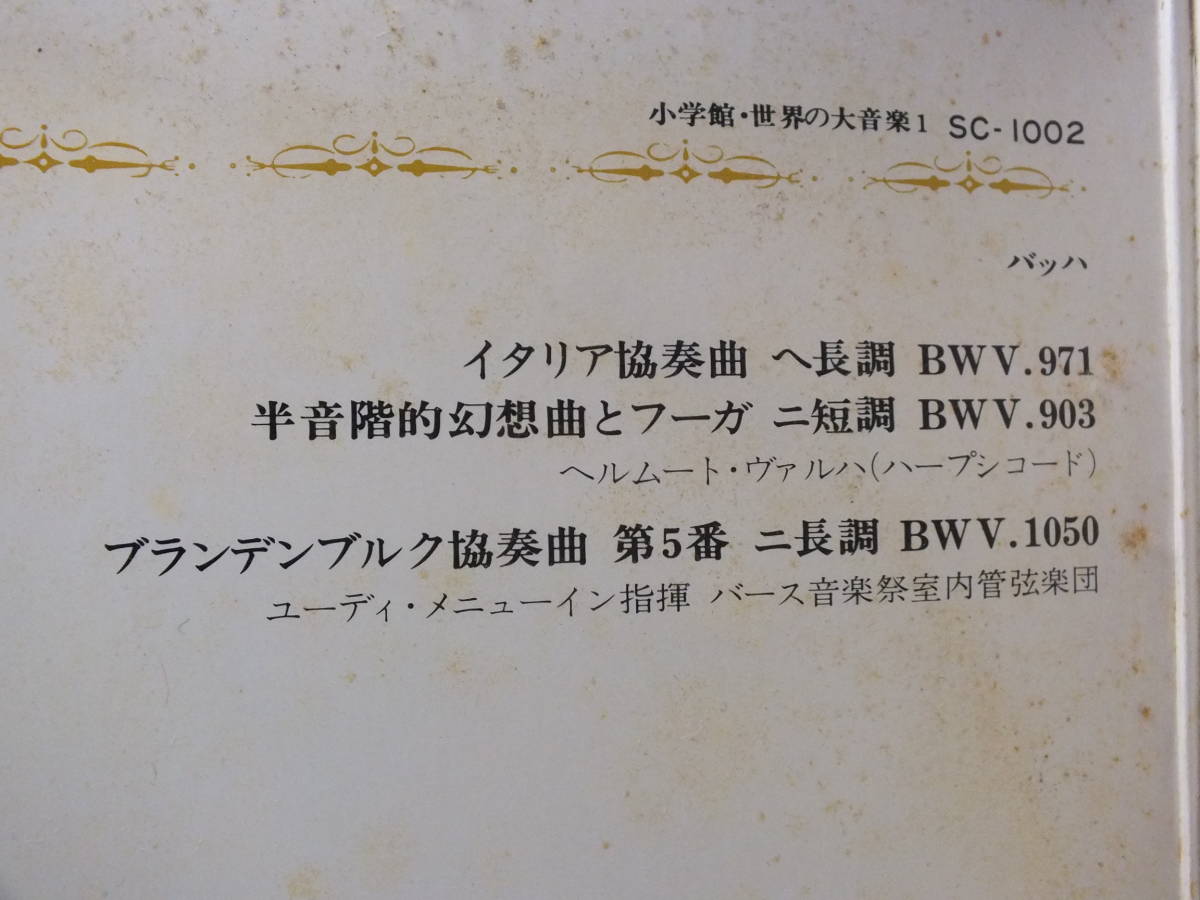 小学館・世界の大音楽1 SC-1002
バッハ
イタリア協奏曲 ヘ長調 BWV.971
半音階的幻想曲とフーガ ニ短調 BWV.903
ヘルムート・ヴァルハ(ハープシコード)
ブランデンブルク協奏曲 第5番 ニ長調 BWV.1050
ユーディ・メニューイン指揮 バース音楽祭室内管弦楽団